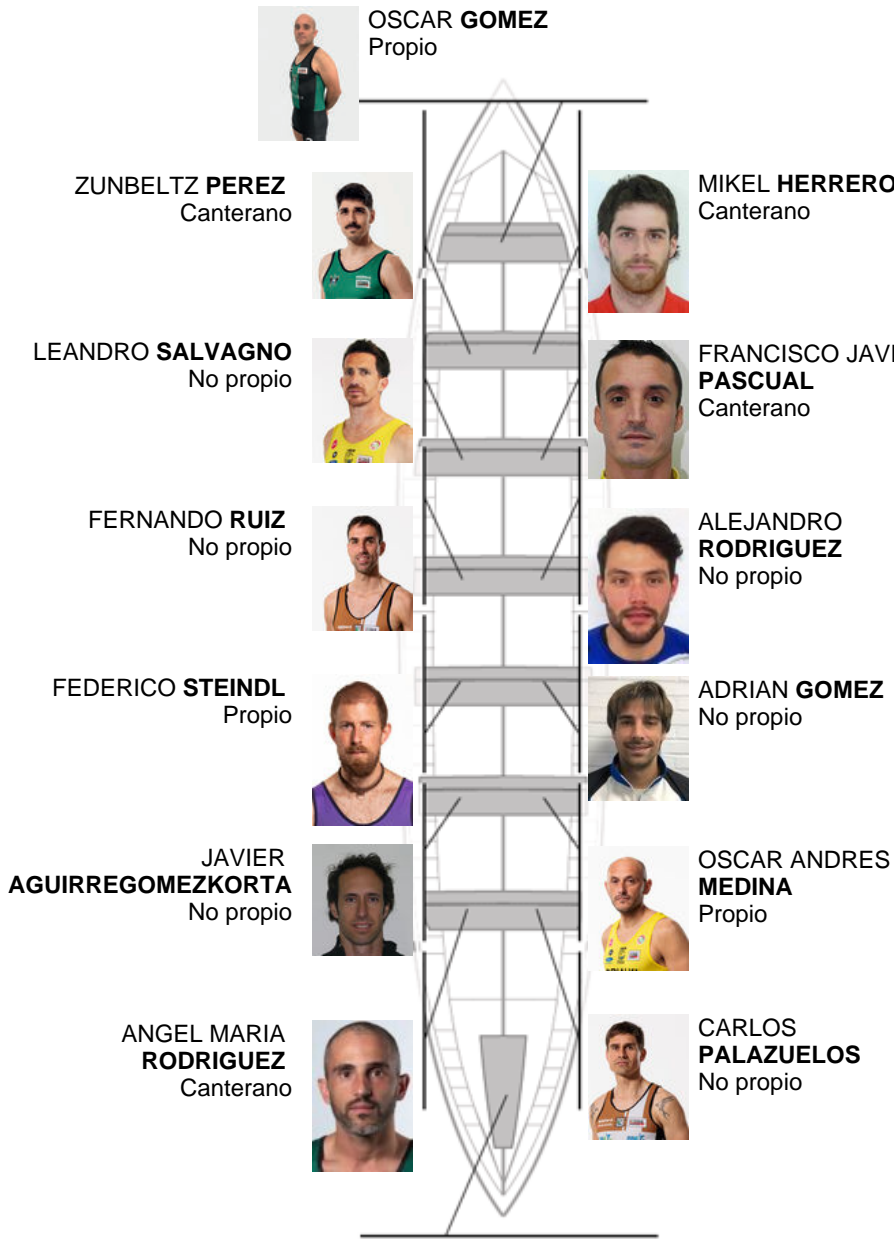 OSCAR GOMEZ
Propio
ZUNBELTZ PEREZ
Canterano
MIKEL HERRERO
Canterano
LEANDRO SALVAGNO
No propio
FRANCISCO JAVI
PASCUAL
Canterano
FERNANDO RUIZ
No propio
ALEJANDRO
RODRIGUEZ
No propio
FEDERICO STEINDL
Propio
ADRIAN GOMEZ
No propio
JAVIER
AGUIRREGOMEZKORTA
No propio
OSCAR ANDRES
MEDINA
Propio
ANGEL MARIA
RODRIGUEZ
Canterano
CARLOS
PALAZUELOS
No propio